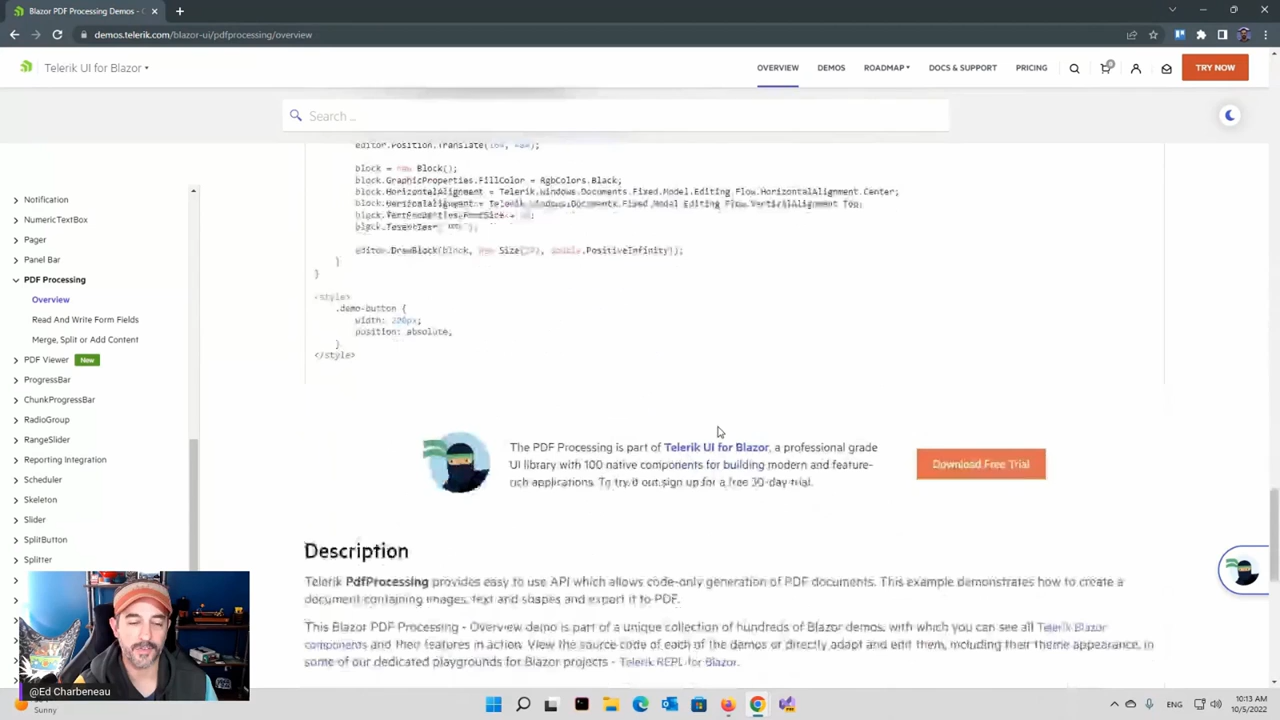 Blazor PDF Processing Demos -
demos.telerik.com/blazor-ui/pdfprocessing/overview
Telerik UI for Blazor
OVERVIEW
DEMOS
ROADMAP
DOCS & SUPPORT
PRICING
0
TRY NOW
Search ...
Notification
NumericTextBox
Pager
Panel Bar
PDF Processing
Overview
Read And Write Form Fields
Merge, Split or Add Content
PDF Viewer New
ProgressBar
ChunkProgressBar
RadioGroup
RangeSlider
Reporting Integration
Scheduler
Skeleton
Slider
SplitButton
Splitter
block = new Block();
block.GraphicProperties.FillColor = RgbColors.Black;
block.HorizontalAlignment = Telerik.Windows.Documents.Fixed.Model.Editing.Flow.HorizontalAlignment.Center;
editor.DrawBlock(block, new Size( , double.PositiveInfinity));
}
}
<style>
.demo-button {
width: 200px;
position: absolute;
}
</style>
The PDF Processing is part of Telerik UI for Blazor, a professional grade
UI library with 100 native components for building modern and feature-
rich applications. To try it out sign up for a free 30-day trial.
Download Free Trial
Description
Telerik PdfProcessing provides easy to use API which allows code-only generation of PDF documents. This example demonstrates how to create a
document containing images, text and shapes and export it to PDF.
This Blazor PDF Processing - Overview demo is part of a unique collection of hundreds of Blazor demos, with which you can see all Telerik Blazor
components and their features in action. View the source code of each of the demos or directly adapt and edit them, including their theme appearance, in
some of our dedicated playgrounds for Blazor projects - Telerik REPL for Blazor.
@Ed Charbeneau
Sunny
ENG
10:13 AM
10/5/2022